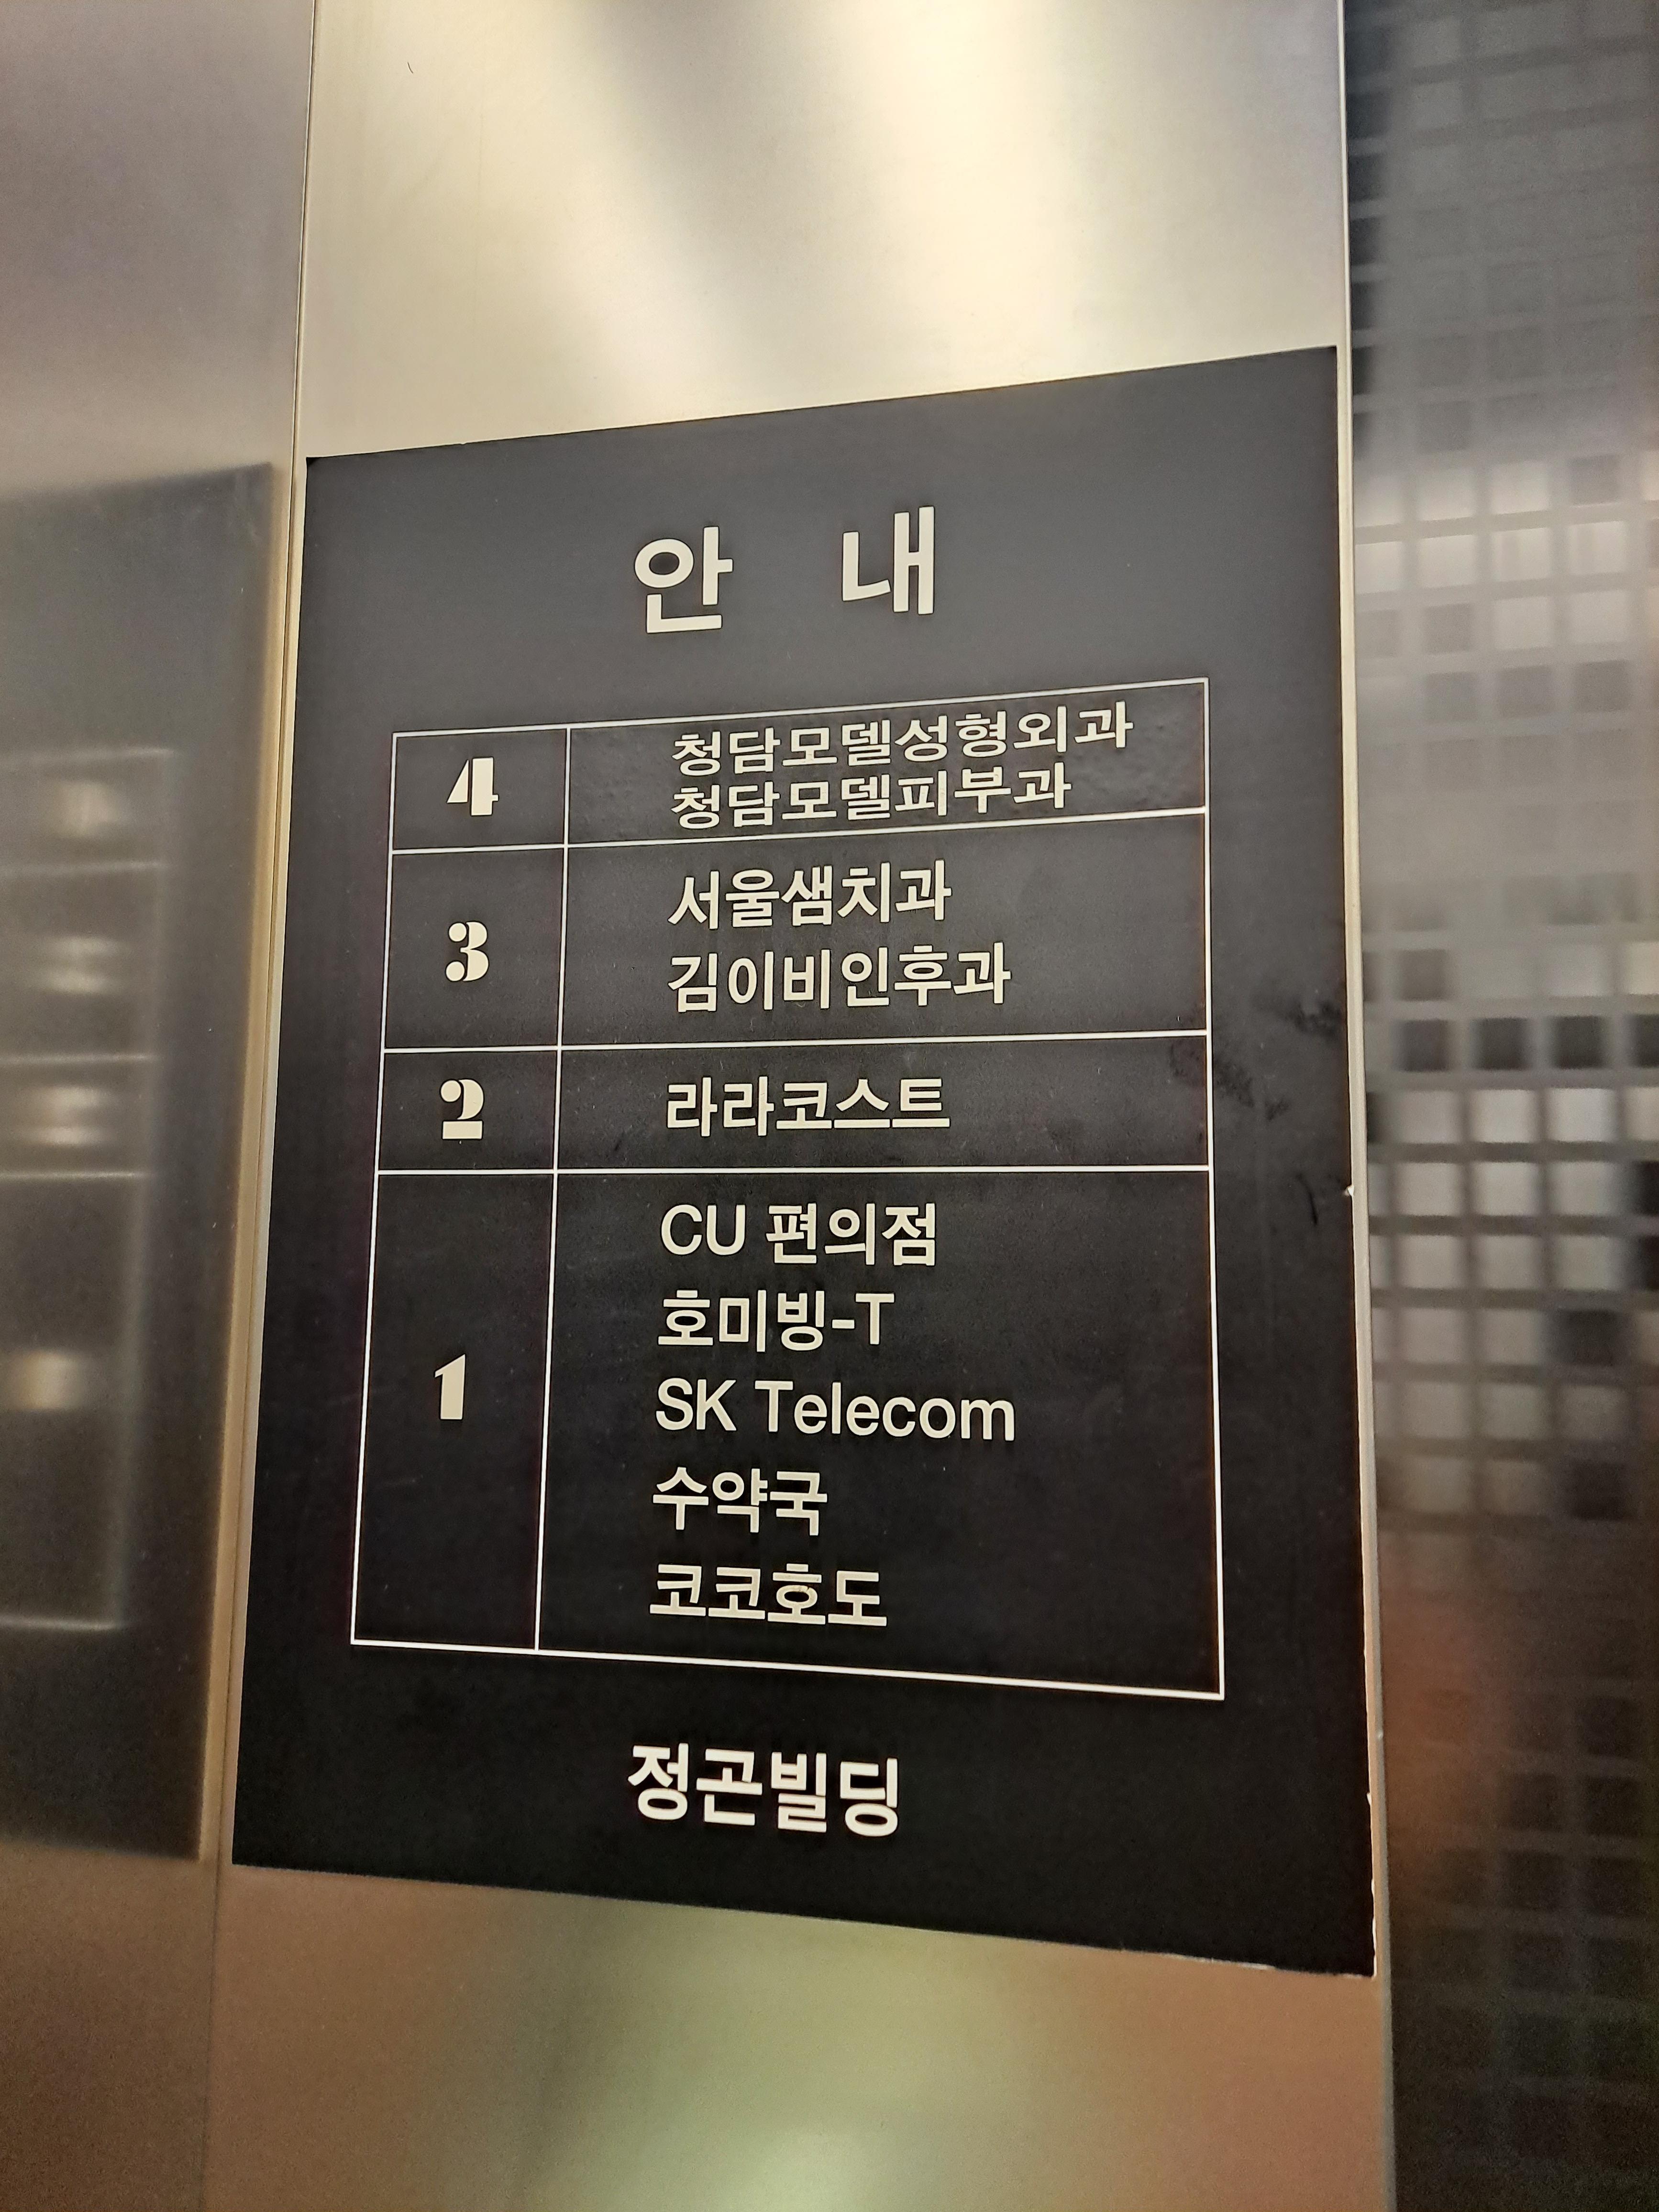 안 내
4 청담모델성형외과
청담모델피부과
3 서울샘치과
김이비인후과
2 라라코스트
1 CU 편의점
호미빙-T
SK Telecom
수약국
코코호도
정곤빌딩